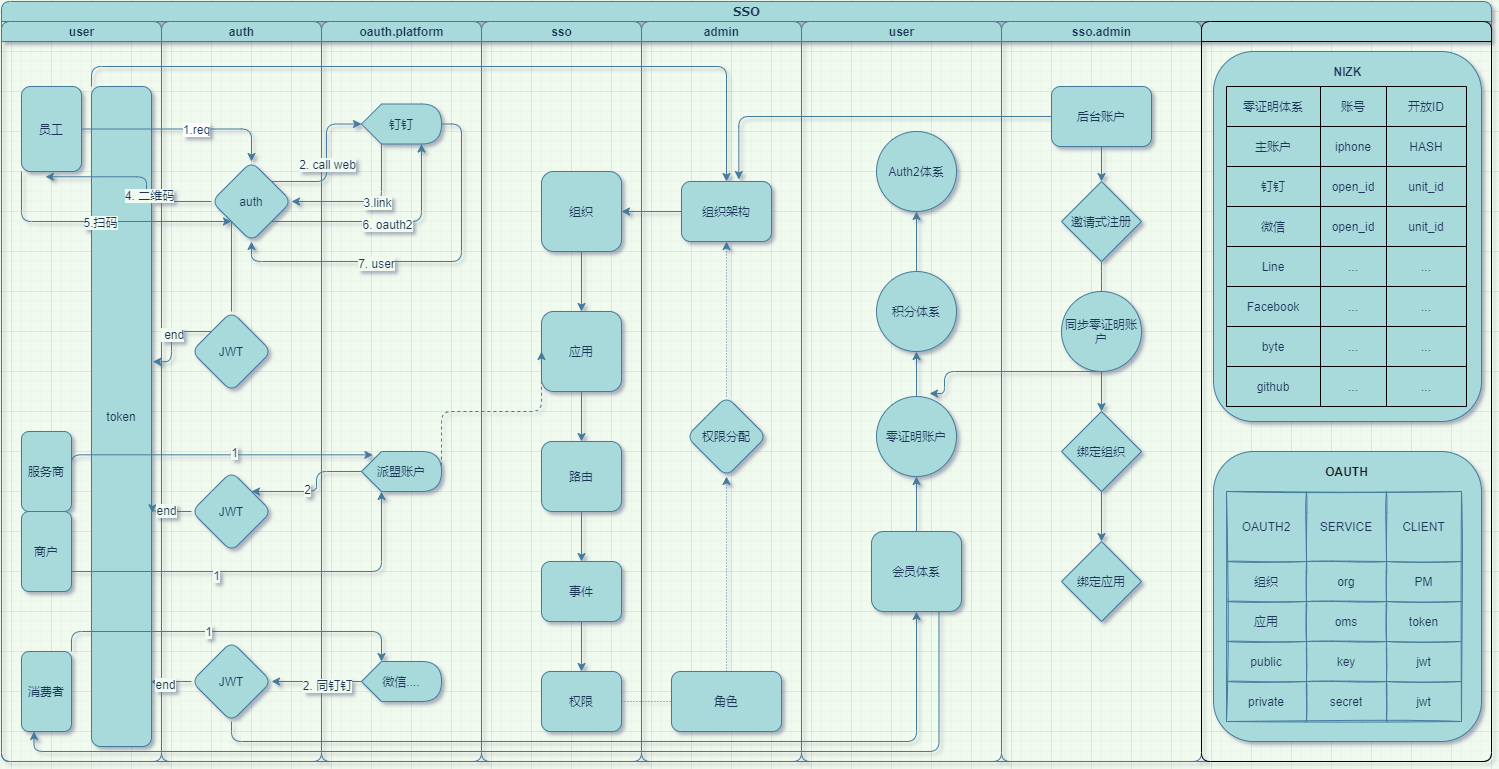 SSO
user
auth
oauth.platform
sso
admin
user
sso.admin
员工
1.req
2. call web
钉钉
auth
3.link
4. 二维码
5.扫码
6. oauth2
7. user
end
JWT
token
服务商
1
派盟账户
2
JWT
end
商户
1
1
消费者
JWT
end
2. 同钉钉
微信....
组织
应用
路由
事件
权限
组织架构
权限分配
角色
Auth2体系
积分体系
零证明账户
会员体系
后台账户
邀请式注册
同步零证明账
户
绑定组织
绑定应用
NIZK
零证明体系 账号 开放ID
主账户 iphone HASH
钉钉 open_id unit_id
微信 open_id unit_id
Line ... ...
Facebook ... ...
byte ... ...
github ... ...
OAUTH
OAUTH2 SERVICE CLIENT
组织 org PM
应用 oms token
public key jwt
private secret jwt